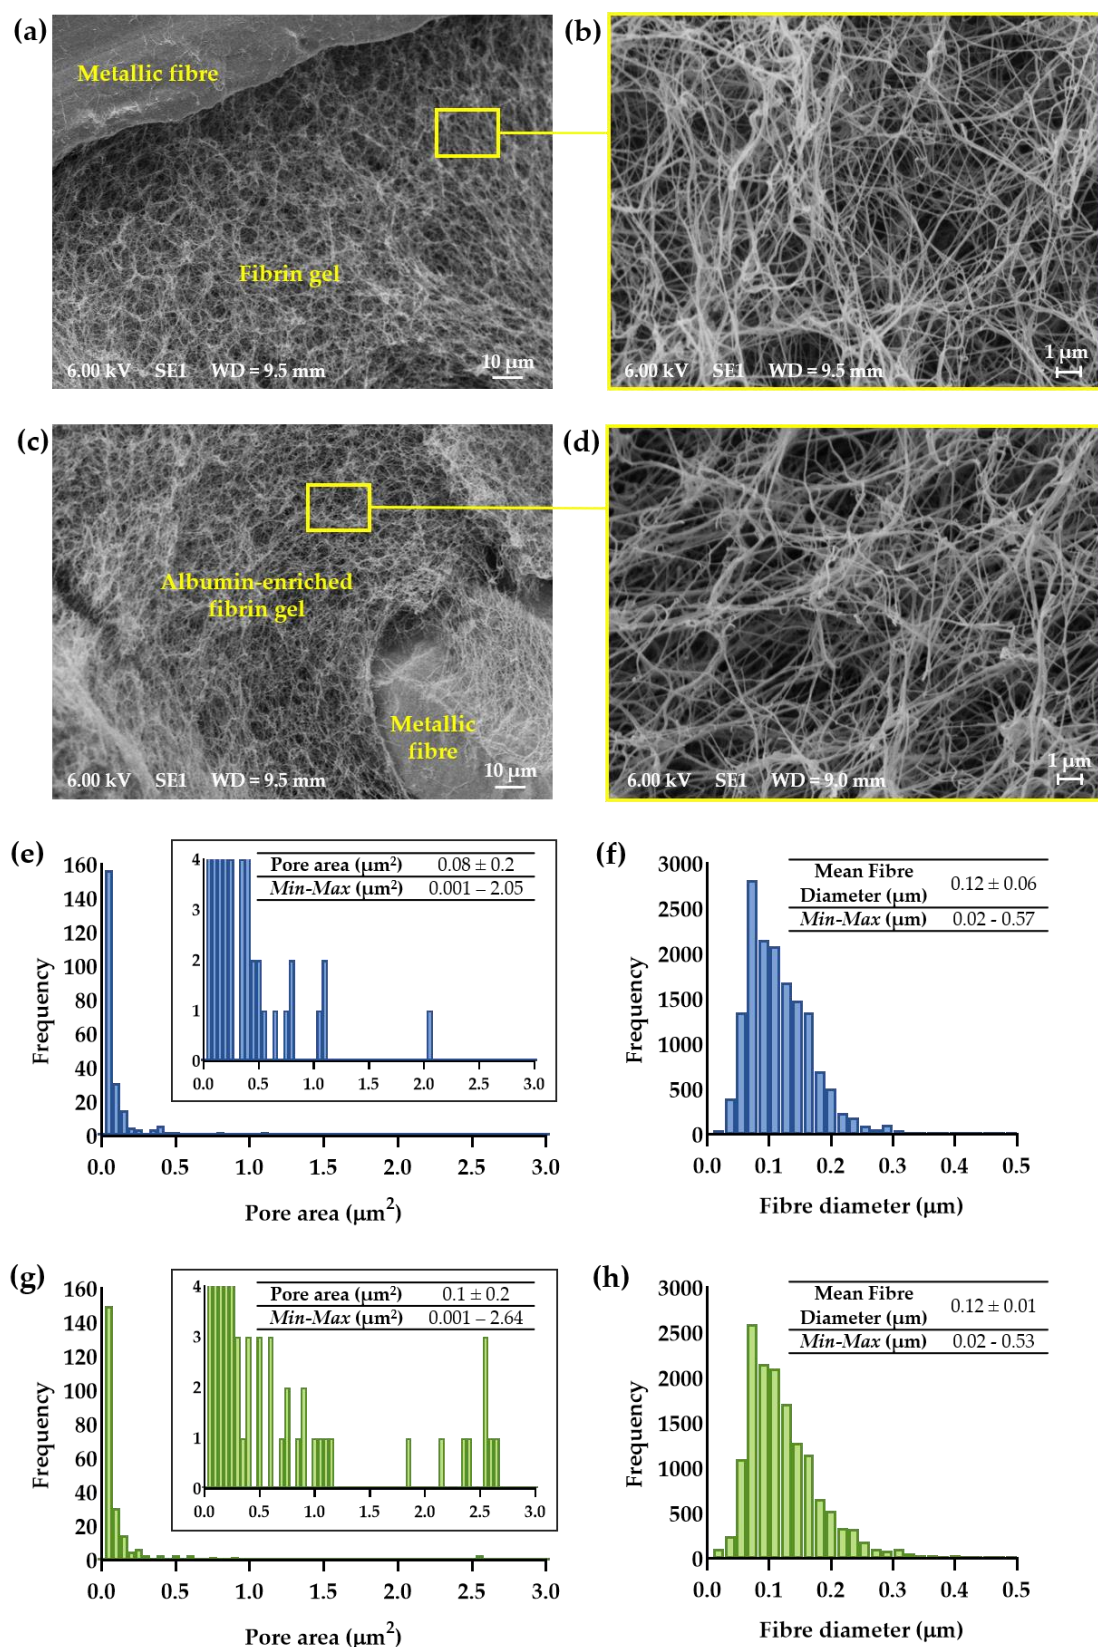 (a)
Metallic fibre
Fibrin gel
6.00 kV SE1 WD = 9.5 mm
10 µm
(b)
6.00 kV SE1 WD = 9.5 mm
1 µm
(c)
Albumin-enriched
fibrin gel
Metallic
fibre
6.00 kV SE1 WD = 9.5 mm
10 µm
(d)
6.00 kV SE1 WD = 9.0 mm
1 µm
(e)
Frequency
160
140
120
100
80
60
40
20
0
0.0 0.5 1.0 1.5 2.0 2.5 3.0
Pore area (µm²)
4
3
2
1
0
0.0 0.5 1.0 1.5 2.0 2.5 3.0
Pore area (µm²) 0.08 ± 0.2
Min-Max (µm²) 0.001 – 2.05
(f)
Frequency
3000
2500
2000
1500
1000
500
0
0.0 0.1 0.2 0.3 0.4 0.5
Fibre diameter (µm)
Mean Fibre
Diameter (µm) 0.12 ± 0.06
Min-Max (µm) 0.02 - 0.57
(g)
Frequency
160
140
120
100
80
60
40
20
0
0.0 0.5 1.0 1.5 2.0 2.5 3.0
Pore area (µm²)
4
3
2
1
0
0.0 0.5 1.0 1.5 2.0 2.5 3.0
Pore area (µm²) 0.1 ± 0.2
Min-Max (µm²) 0.001 – 2.64
(h)
Frequency
3000
2500
2000
1500
1000
500
0
0.0 0.1 0.2 0.3 0.4 0.5
Fibre diameter (µm)
Mean Fibre
Diameter (µm) 0.12 ± 0.01
Min-Max (µm) 0.02 - 0.53